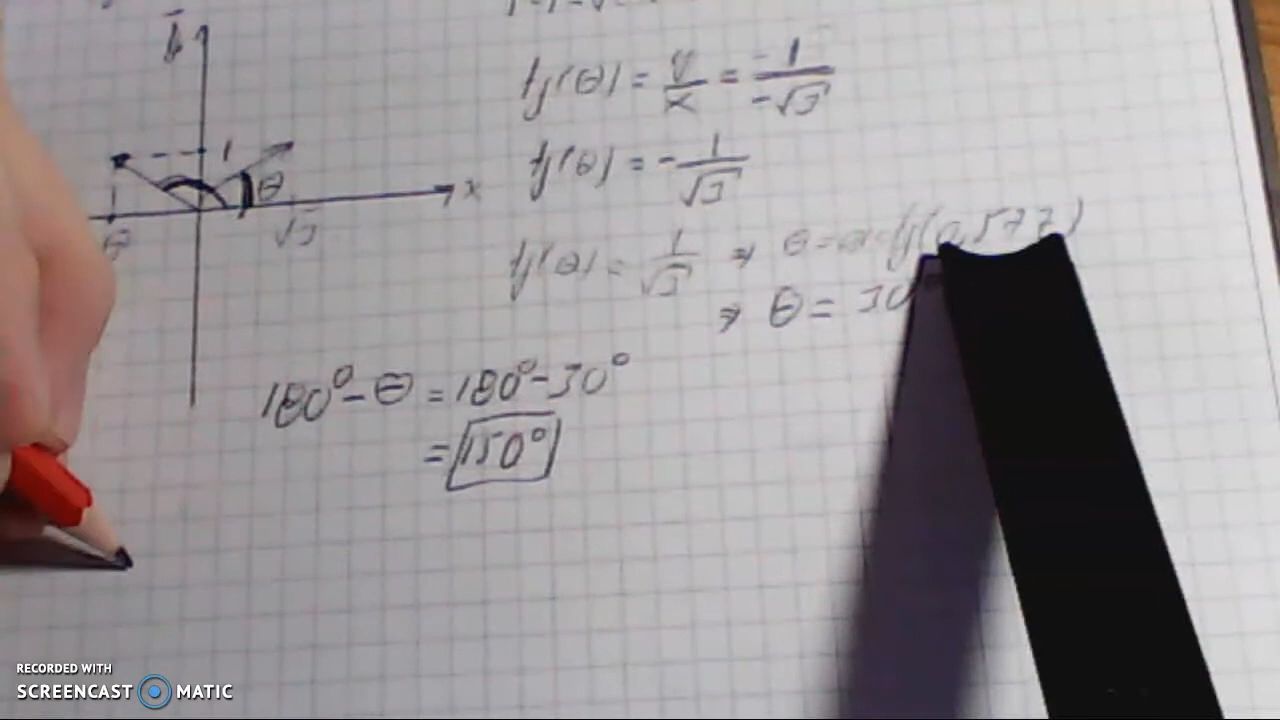 y
1
θ
x
θ
√3
tg(θ) = y/x = -1/-√3
tg(θ) = - 1/√3
tg(θ) = 1/√3 ⇒ θ = arctg(0,577)
⇒ θ = 30
180° - θ = 180° - 30°
= 150°
RECORDED WITH
SCREENCAST MATIC